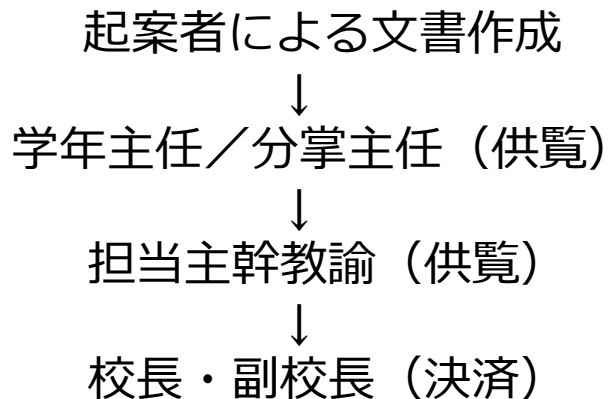 起案者による文書作成
↓
学年主任／分掌主任（供覧）
↓
担当主幹教諭（供覧）
↓
校長・副校長（決済）